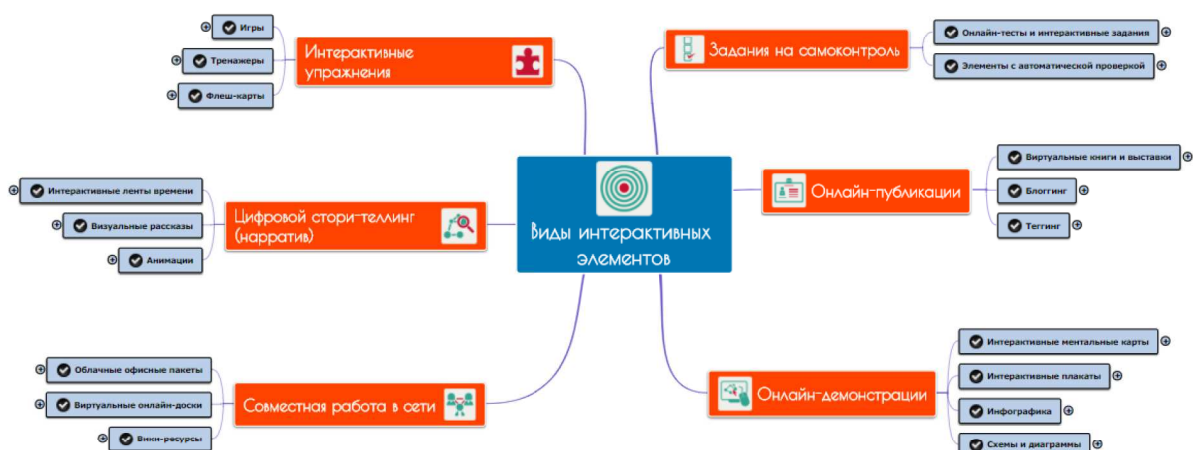 Игры
Тренажеры
Флеш-карты
Интерактивные
упражнения
Задания на самоконтроль
Онлайн-тесты и интерактивные задания
Элементы с автоматической проверкой
Интерактивные ленты времени
Визуальные рассказы
Анимации
Цифровой стори-теллинг
(нарратив)
Виды интерактивных
элементов
Онлайн-публикации
Виртуальные книги и выставки
Блоггинг
Теггинг
Облачные офисные пакеты
Виртуальные онлайн-доски
Вики-ресурсы
Совместная работа в сети
Онлайн-демонстрации
Интерактивные ментальные карты
Интерактивные плакаты
Инфографика
Схемы и диаграммы